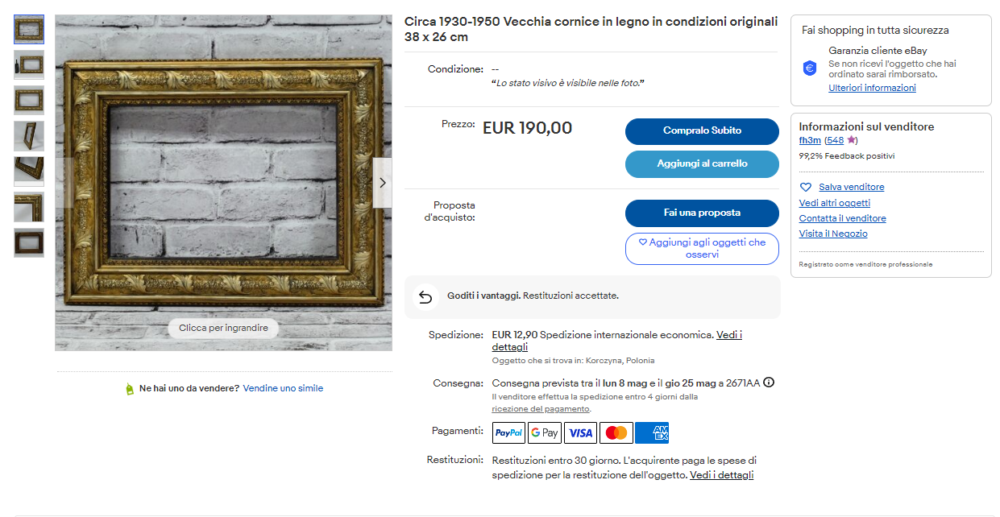 Circa 1930-1950 Vecchia cornice in legno in condizioni originali
38 x 26 cm
Condizione: --
“Lo stato visivo è visibile nelle foto.”
Prezzo: EUR 190,00
Compralo Subito
Aggiungi al carrello
Proposta
d'acquisto:
Fai una proposta
Aggiungi agli oggetti che
osservi
Goditi i vantaggi. Restituzioni accettate.
Spedizione: EUR 12,90 Spedizione internazionale economica. Vedi i
dettagli
Oggetto che si trova in: Korczyna, Polonia
Consegna: Consegna prevista tra il lun 8 mag e il gio 25 mag a 2671AA
Il venditore effettua la spedizione entro 4 giorni dalla
ricezione del pagamento.
Pagamenti: PayPal G Pay VISA AM
EX
Restituzioni: Restituzioni entro 30 giorno. L'acquirente paga le spese di
spedizione per la restituzione dell'oggetto. Vedi i dettagli
Clicca per ingrandire
Ne hai uno da vendere? Vendine uno simile
Fai shopping in tutta sicurezza
Garanzia cliente eBay
Se non ricevi l'oggetto che hai
ordinato sarai rimborsato.
Ulteriori informazioni
Informazioni sul venditore
fh3m (548)
99,2% Feedback positivi
Salva venditore
Vedi altri oggetti
Contatta il venditore
Visita il Negozio
Registrato come venditore professionale